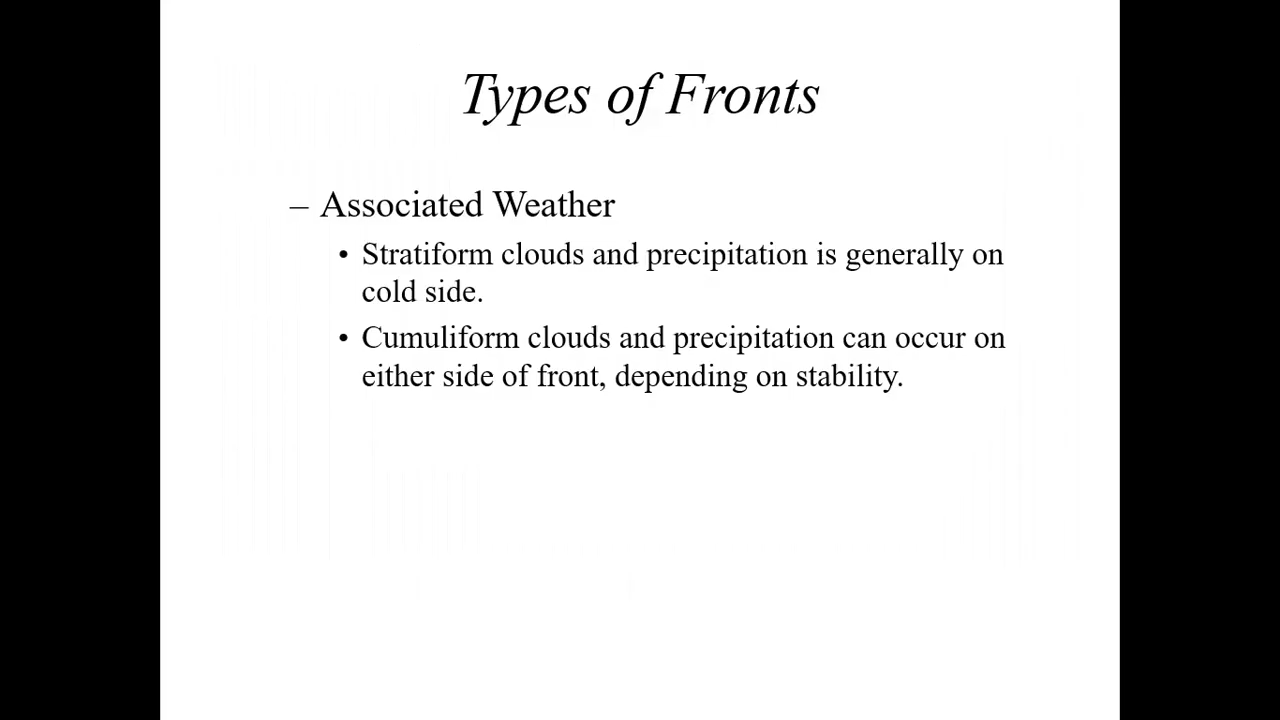 Types of Fronts
– Associated Weather
• Stratiform clouds and precipitation is generally on
cold side.
• Cumuliform clouds and precipitation can occur on
either side of front, depending on stability.